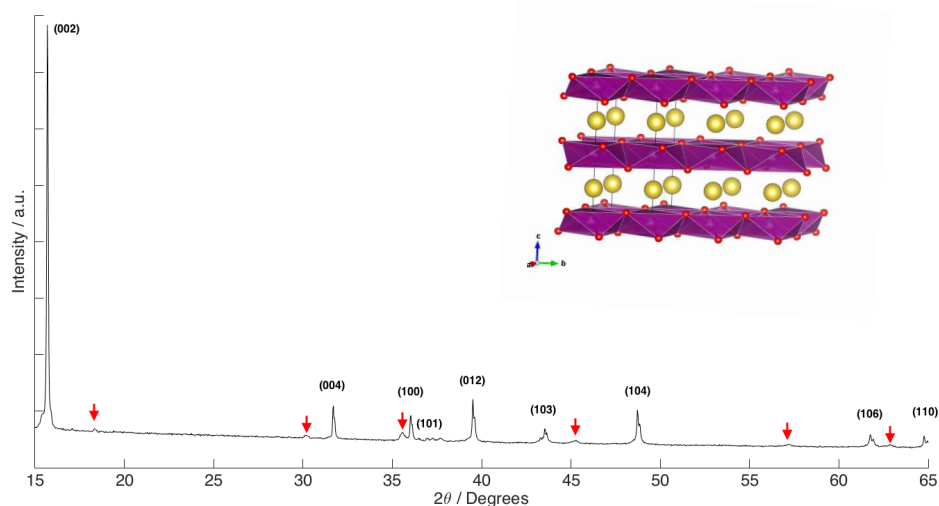 (002)
(004)
(100)
(101)
(012)
(103)
(104)
(106)
(110)
c
a
b
Intensity / a.u.
15 20 25 30 35 40 45 50 55 60 65
2θ / Degrees